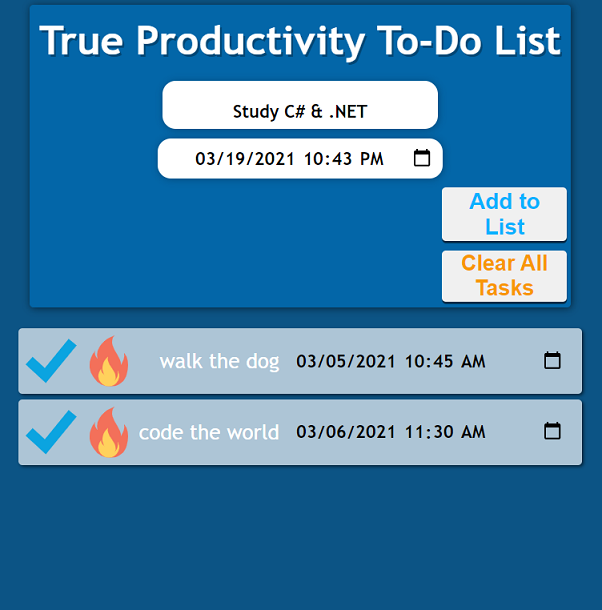 True Productivity To-Do List
Study C# & .NET
03/19/2021 10:43 PM
Add to
List
Clear All
Tasks
walk the dog 03/05/2021 10:45 AM
code the world 03/06/2021 11:30 AM